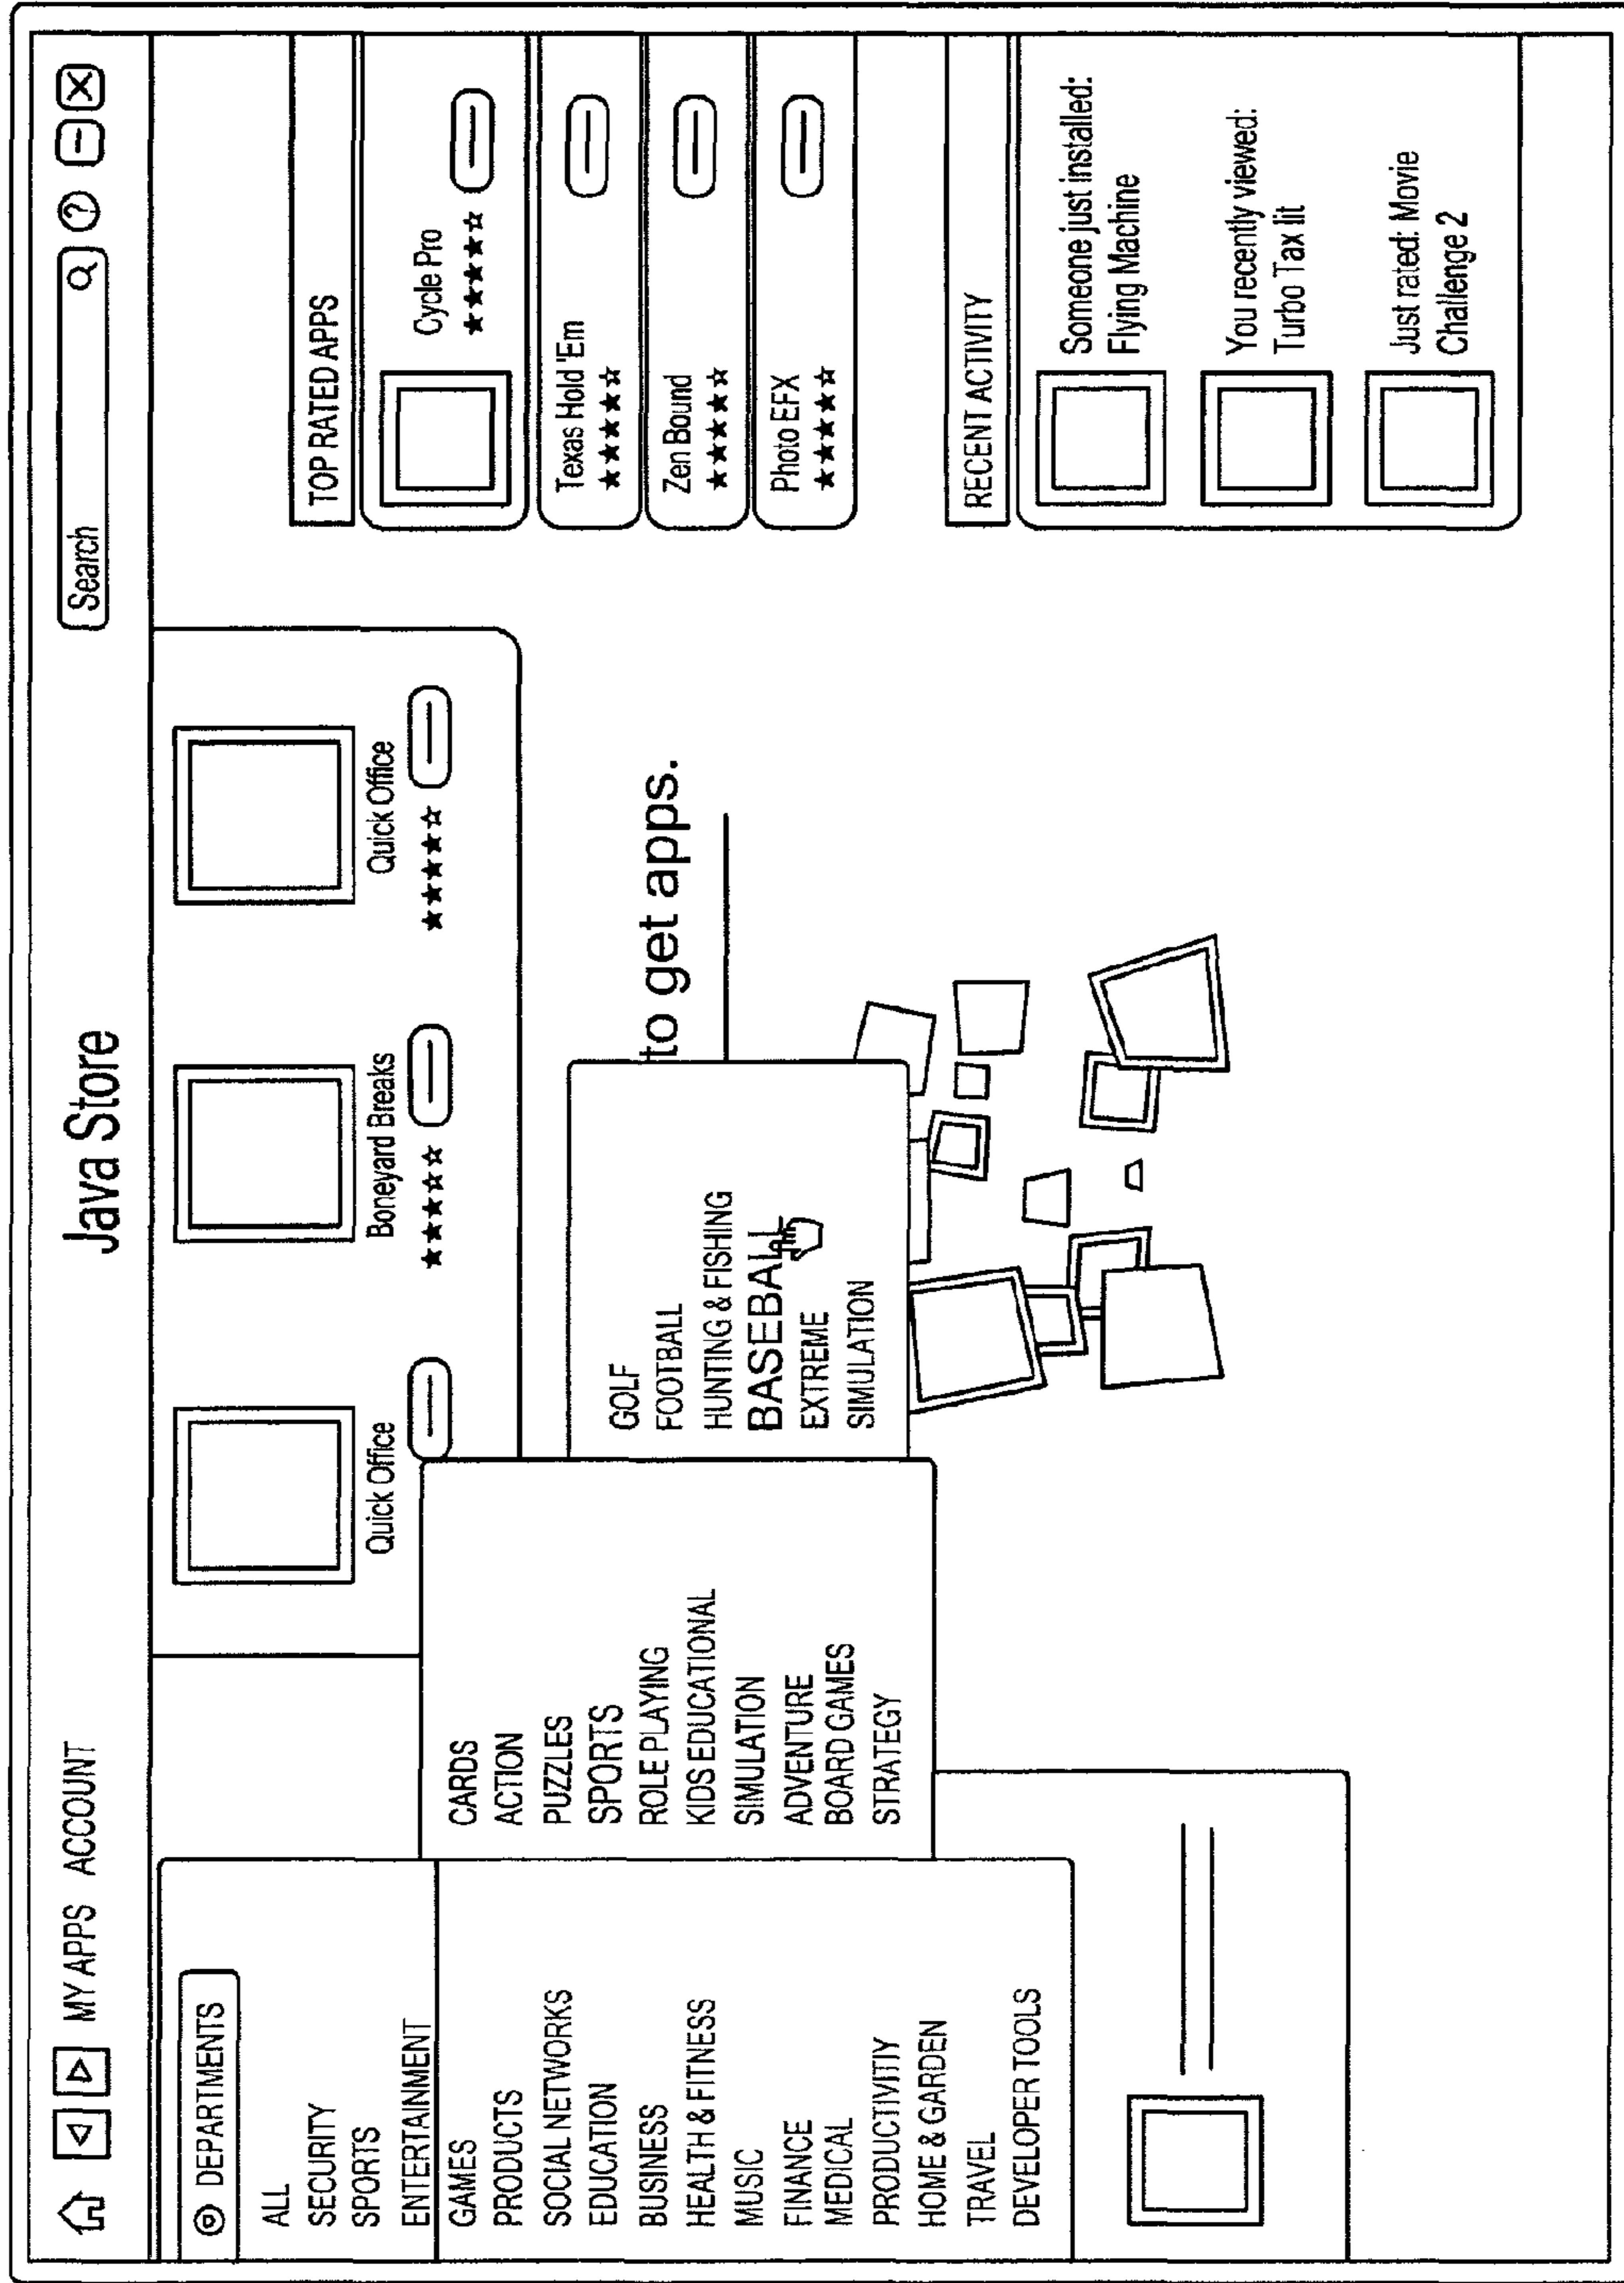 MY APPS ACCOUNT
Java Store
Search
?
DEPARTMENTS
ALL
SECURITY
SPORTS
ENTERTAINMENT
GAMES
PRODUCTS
SOCIAL NETWORKS
EDUCATION
BUSINESS
HEALTH & FITNESS
MUSIC
FINANCE
MEDICAL
PRODUCTIVITIY
HOME & GARDEN
TRAVEL
DEVELOPER TOOLS
CARDS
ACTION
PUZZLES
SPORTS
ROLE PLAYING
KIDS EDUCATIONAL
SIMULATION
ADVENTURE
BOARD GAMES
STRATEGY
GOLF
FOOTBALL
HUNTING & FISHING
BASEBALL
EXTREME
SIMULATION
Quick Office
Boneyard Breaks
Quick Office
to get apps.
TOP RATED APPS
Cycle Pro
Texas Hold 'Em
Zen Bound
Photo EFX
RECENT ACTIVITY
Someone just installed:
Flying Machine
You recently viewed:
Turbo Tax lit
Just rated: Movie
Challenge 2